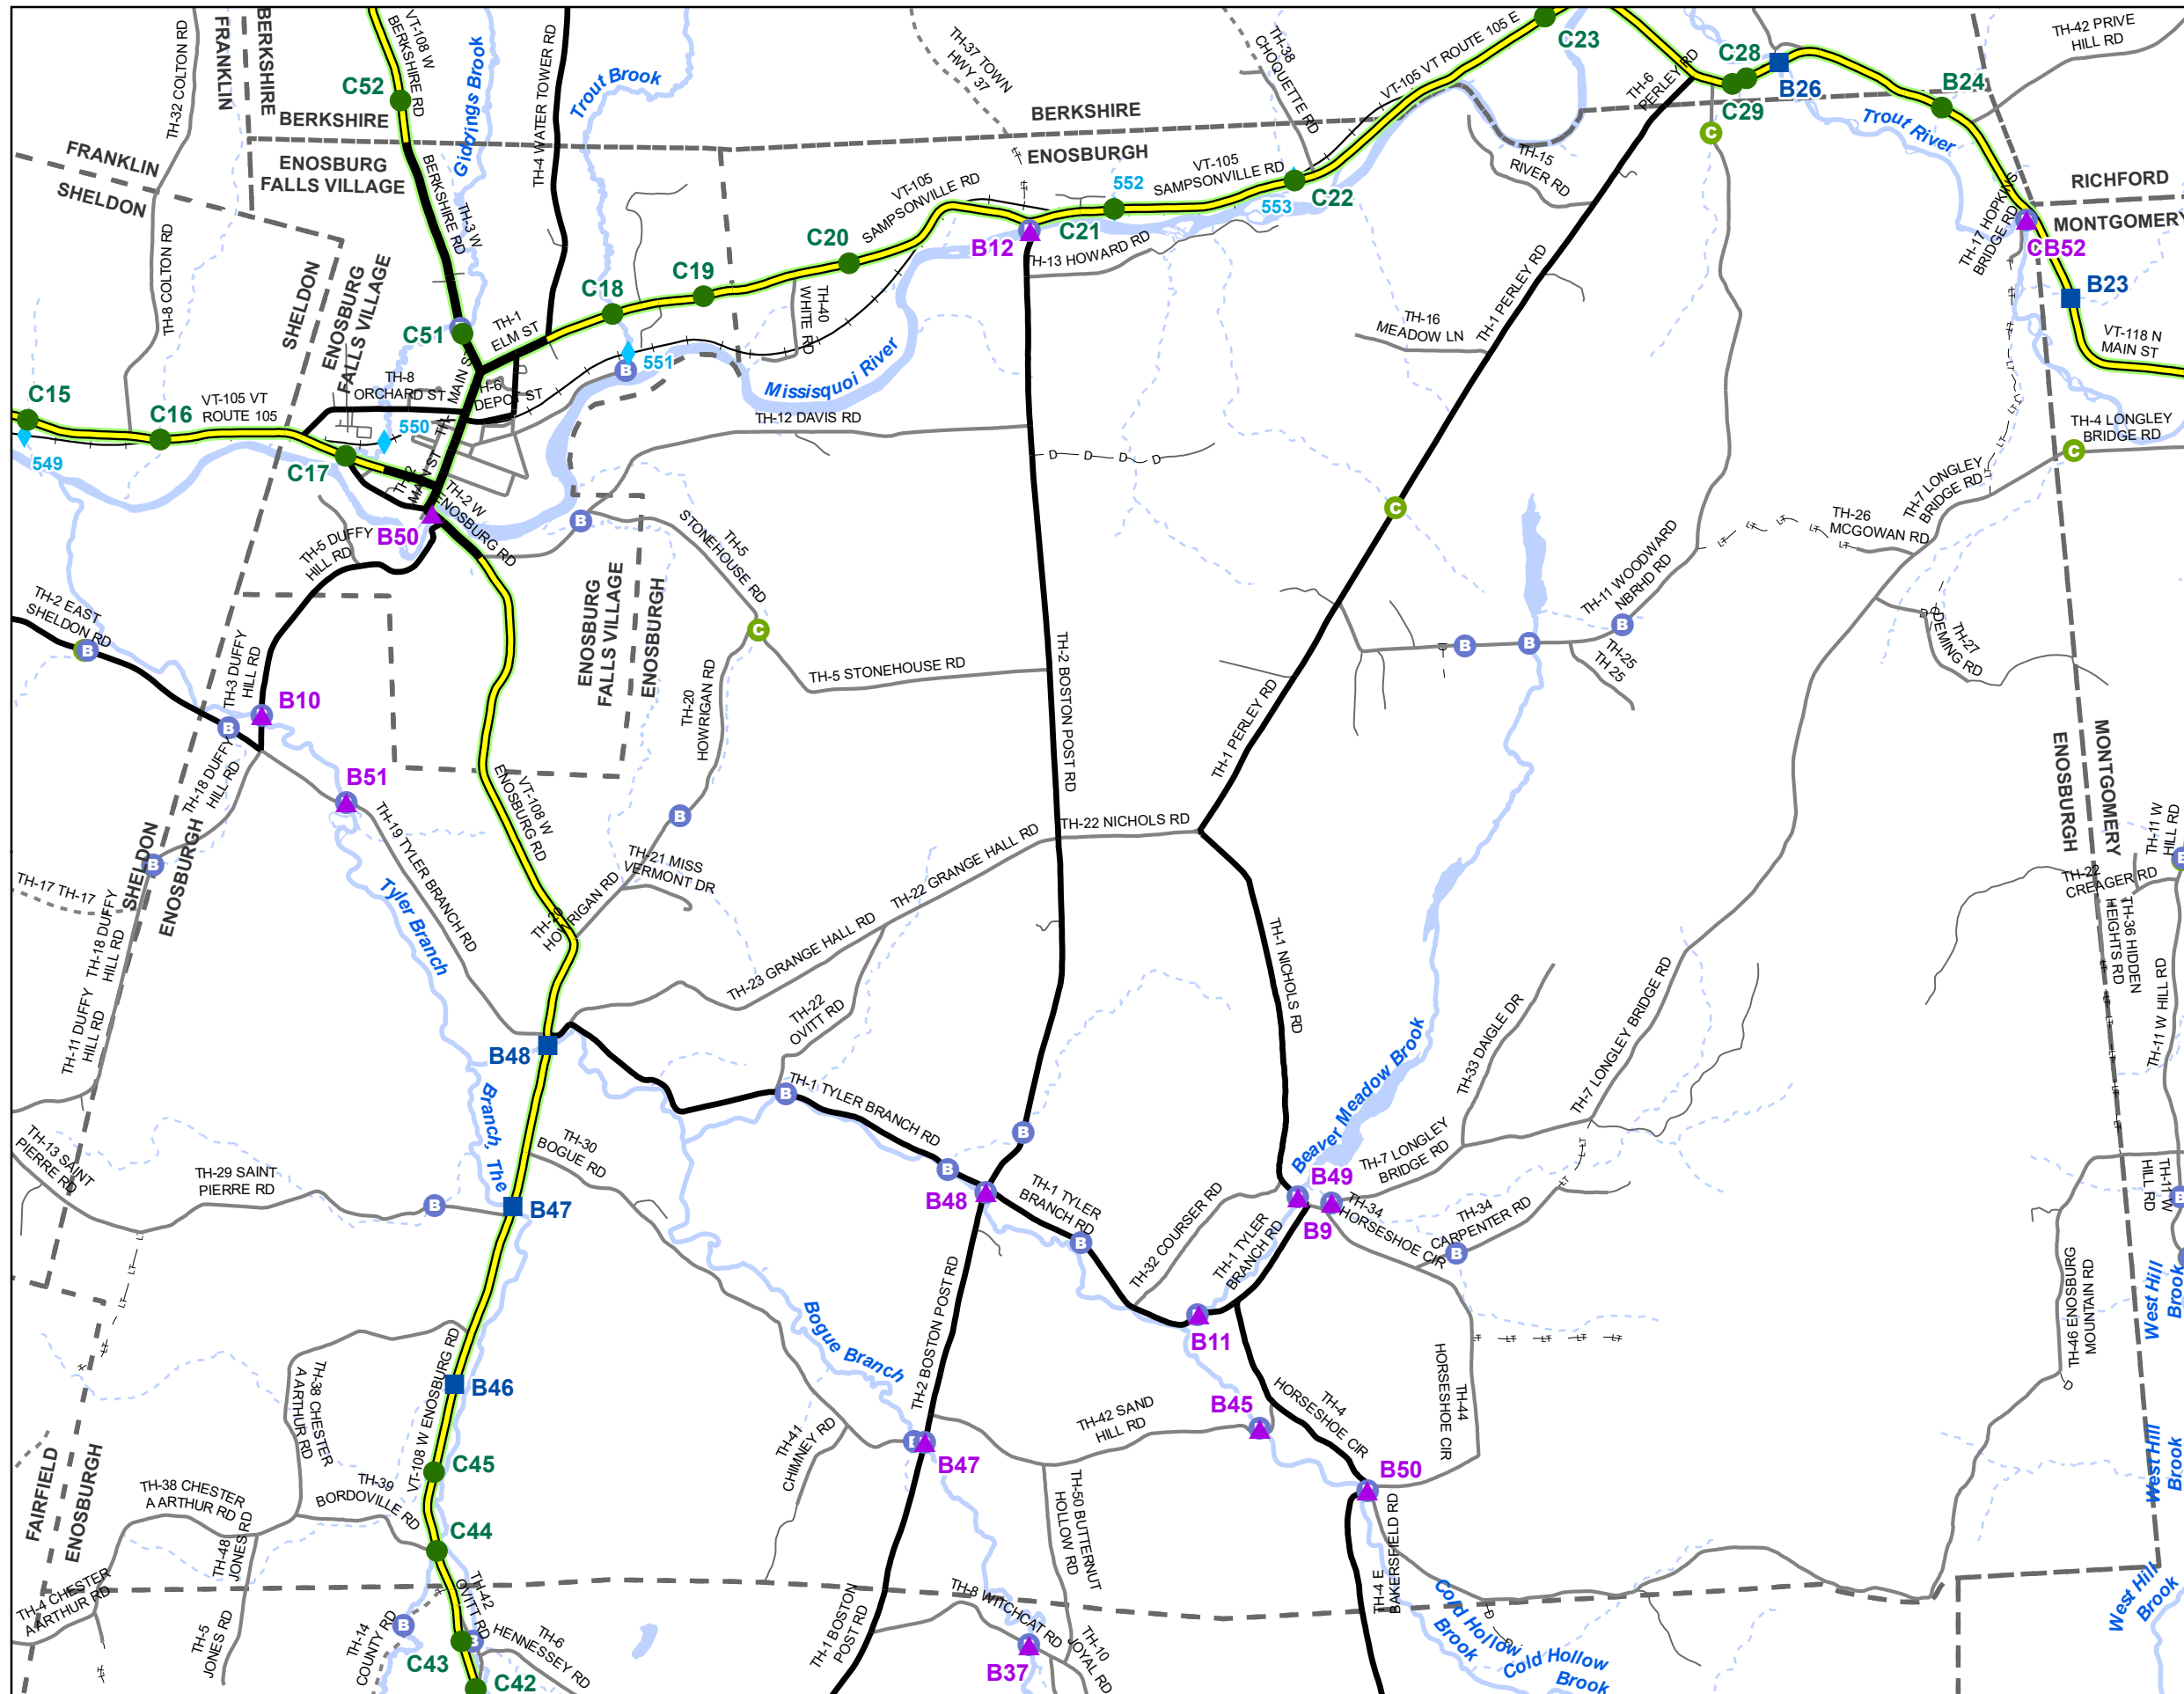 TH-32 COLTON RD
FRANKLIN
BERKSHIRE
VT-108 W
BERKSHIRE RD
Giddings Brook
TH-4 WATER TOWER RD
Trout Brook
TH-37 TOWN
HWY 37
TH-38
CHOQUETTE RD
VT-105 VT ROUTE 105 E
C23
TH-6
PERLEY RD
C28
TH-42 PRIVE
HILL RD
C52
B26
C29
B24
BERKSHIRE
BERKSHIRE
Trout River
FRANKLIN
SHELDON
ENOSBURG
FALLS VILLAGE
BERKSHIRE RD
TH-3 W
ENOSBURGH
VT-105
SAMPSONVILLE RD
VT-105
SAMPSONVILLE RD
552
553
C22
TH-15
RIVER RD
RICHFORD
MONTGOMERY
TH-17 HOPKINS
BRIDGE RD
CB52
B23
VT-118 N
MAIN ST
TH-8 COLTON RD
SHELDON
ENOSBURG
FALLS VILLAGE
C20
C19
C18
B12
C21
TH-13 HOWARD RD
TH-1 PERLEY RD
TH-16
MEADOW LN
TH-40
WHITE RD
C51
TH-1
ELM ST
551
Missisquoi River
TH-8
ORCHARD ST
TH-6
DEPOT ST
MAIN ST
C15
C16
VT-105 VT
ROUTE 105
550
549
C17
B50
TH-12 DAVIS RD
TH-4 LONGLEY
BRIDGE RD
TH-7 LONGLEY
BRIDGE RD
TH-2 W
ENOSBURG RD
TH-5 DUFFY
HILL RD
TH-5
STONEHOUSE RD
TH-26
MCGOWAN RD
TH-11 WOODWARD
NBRHD RD
TH-25
TH 25
TH-27
DEMING RD
TH-2 EAST
SHELDON RD
TH-3 DUFFY
HILL RD
B10
ENOSBURG
FALLS VILLAGE
ENOSBURGH
TH-5 STONEHOUSE RD
TH-20
HOWRIGAN RD
TH-2 BOSTON POST RD
TH-1 PERLEY RD
TH-18 DUFFY
HILL RD
B51
VT-108 W
ENOSBURG RD
MONTGOMERY
ENOSBURGH
SHELDON
ENOSBURGH
TH-19 TYLER BRANCH RD
TH-21 MISS
VERMONT DR
TH-22 NICHOLS RD
TH-22 GRANGE HALL RD
TH-11 W
HILL RD
TH-22
CREAGER RD
TH-17 TH-17
Tyler Branch
TH-20
HOWRIGAN RD
TH-18 DUFFY
HILL RD
TH-23 GRANGE HALL RD
TH-1 NICHOLS RD
TH-36 HIDDEN
HEIGHTS RD
TH-11 W HILL RD
TH-22
OVITT RD
TH-11 DUFFY
HILL RD
B48
TH-33 DAIGLE DR
TH-7 LONGLEY BRIDGE RD
Beaver Meadow Brook
TH-1 TYLER BRANCH RD
Branch, The
TH-30
BOGUE RD
TH-13 SAINT
PIERRE RD
TH-29 SAINT
PIERRE RD
B47
B48
TH-1 TYLER
BRANCH RD
TH-7 LONGLEY
BRIDGE RD
B49
B9
TH-34
HORSESHOE CIR
TH-34
CARPENTER RD
TH-11 W
HILL RD
TH-32 COURSER RD
TH-1 TYLER
BRANCH RD
TH-46 ENOSBURG
MOUNTAIN RD
West Hill
Brook
B11
Bogue Branch
TH-2 BOSTON POST RD
B46
TH-38 CHESTER
A ARTHUR RD
VT-108 W ENOSBURG RD
B45
TH-4
HORSESHOE CIR
TH-44
HORSESHOE CIR
TH-42 SAND
HILL RD
TH-41
CHIMNEY RD
B47
West Hill
Brook
FAIRFIELD
ENOSBURGH
C45
TH-38 CHESTER
A ARTHUR RD
TH-39
BORDOVILLE RD
B50
C44
TH-48
JONES RD
TH-50 BUTTERNUT
HOLLOW RD
TH-4 E
BAKERSFIELD RD
TH-4 CHESTER
A ARTHUR RD
TH-42
OVITT RD
TH-8 WITCHCAT RD
TH-1 BOSTON
POST RD
TH-5
JONES RD
TH-14
COUNTY RD
TH-6
HENNESSEY RD
TH-10
JOYAL RD
Cold Hollow
Brook
Cold Hollow
Brook
West Hill
Brook
C43
C42
B37